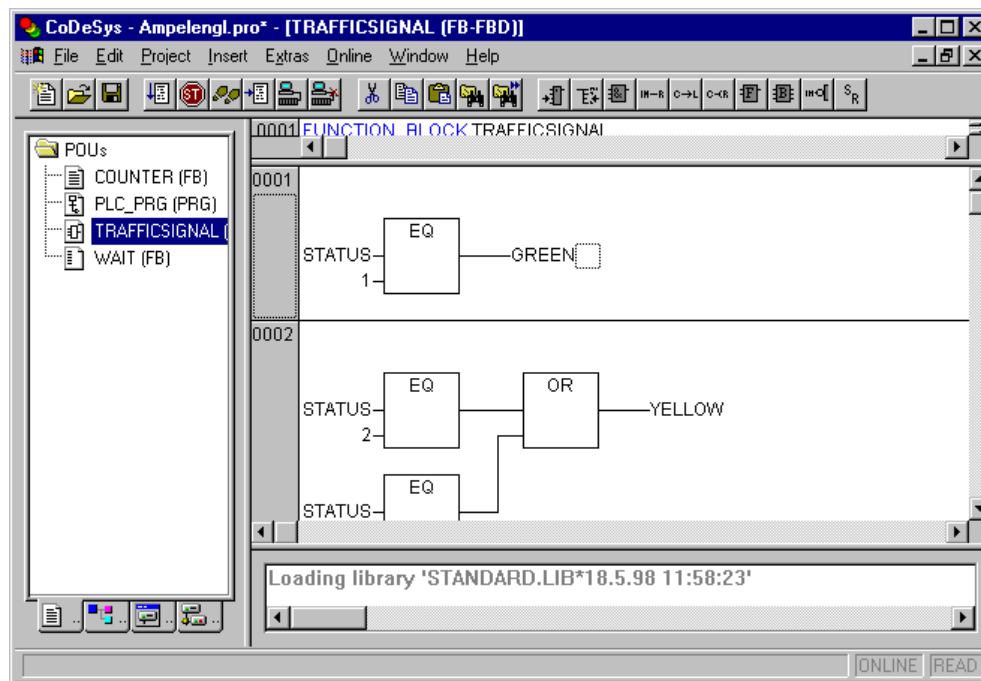 CoDeSys - Ampelengl.pro* - [TRAFFICSIGNAL (FB-FBD)]
File Edit Project Insert Extras Online Window Help
POUs
COUNTER (FB)
PLC_PRG (PRG)
TRAFFICSIGNAL (
WAIT (FB)
0001 FUNCTION_BLOCK TRAFFICSIGNAL
0001
EQ
STATUS GREEN
1
0002
EQ OR
STATUS YELLOW
2
EQ
STATUS
Loading library 'STANDARD.LIB*18.5.98 11:58:23'
ONLINE READ